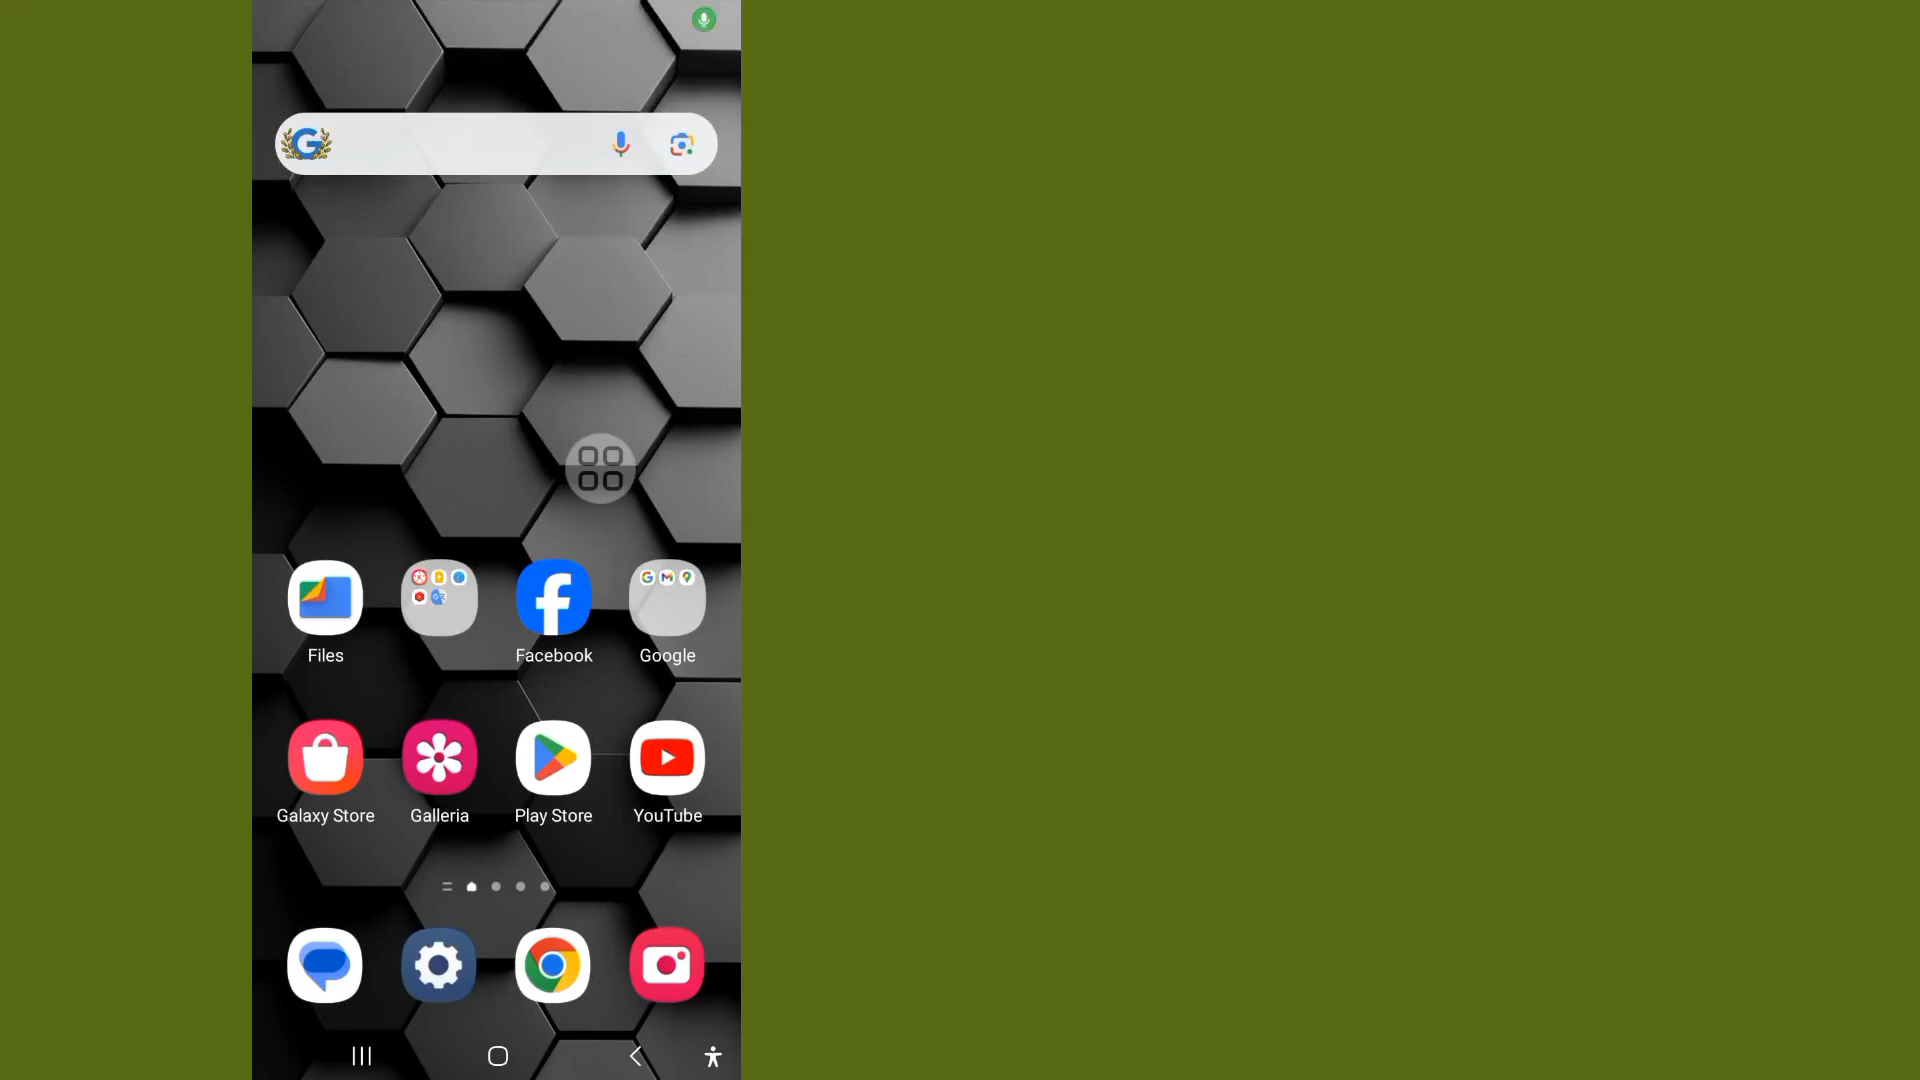 Files
Facebook
Google
Galaxy Store
Galleria
Play Store
YouTube